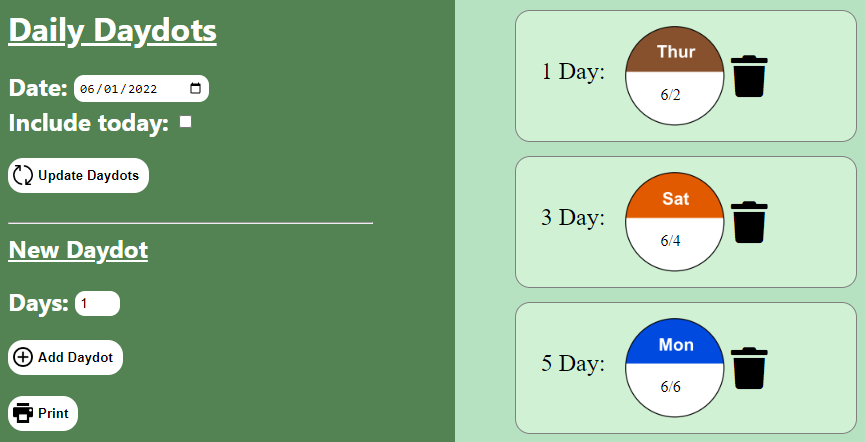 Daily Daydots
Date: 06/01/2022
Include today:
Update Daydots
New Daydot
Days: 1
Add Daydot
Print
1 Day:
Thur
6/2
3 Day:
Sat
6/4
5 Day:
Mon
6/6